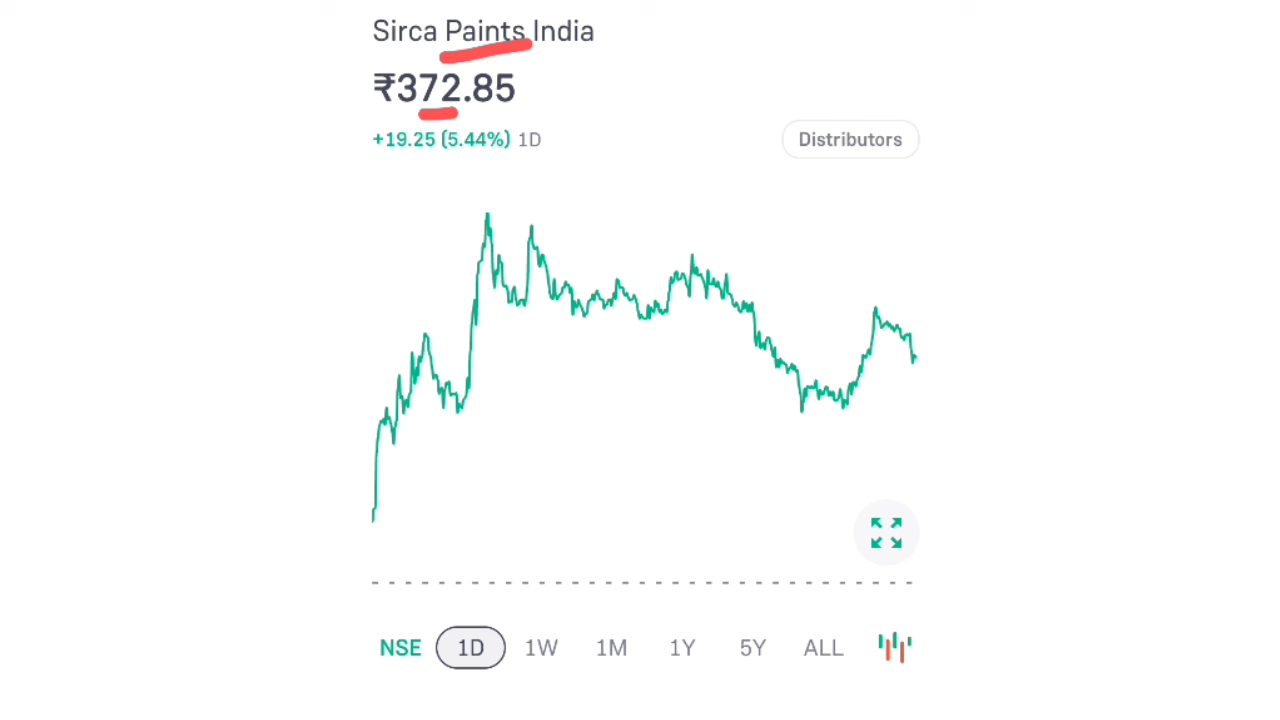 Sirca Paints India
₹372.85
+19.25 (5.44%) 1D
Distributors
NSE 1D 1W 1M 1Y 5Y ALL